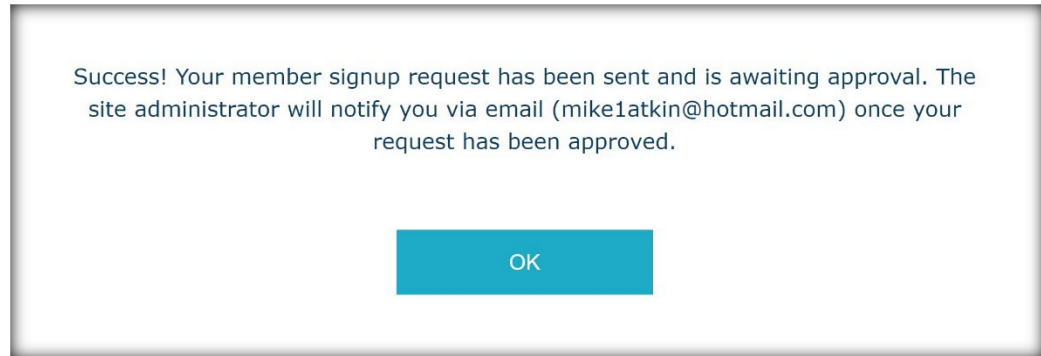 Success! Your member signup request has been sent and is awaiting approval. The
site administrator will notify you via email (mike1atkin@hotmail.com) once your
request has been approved.
OK